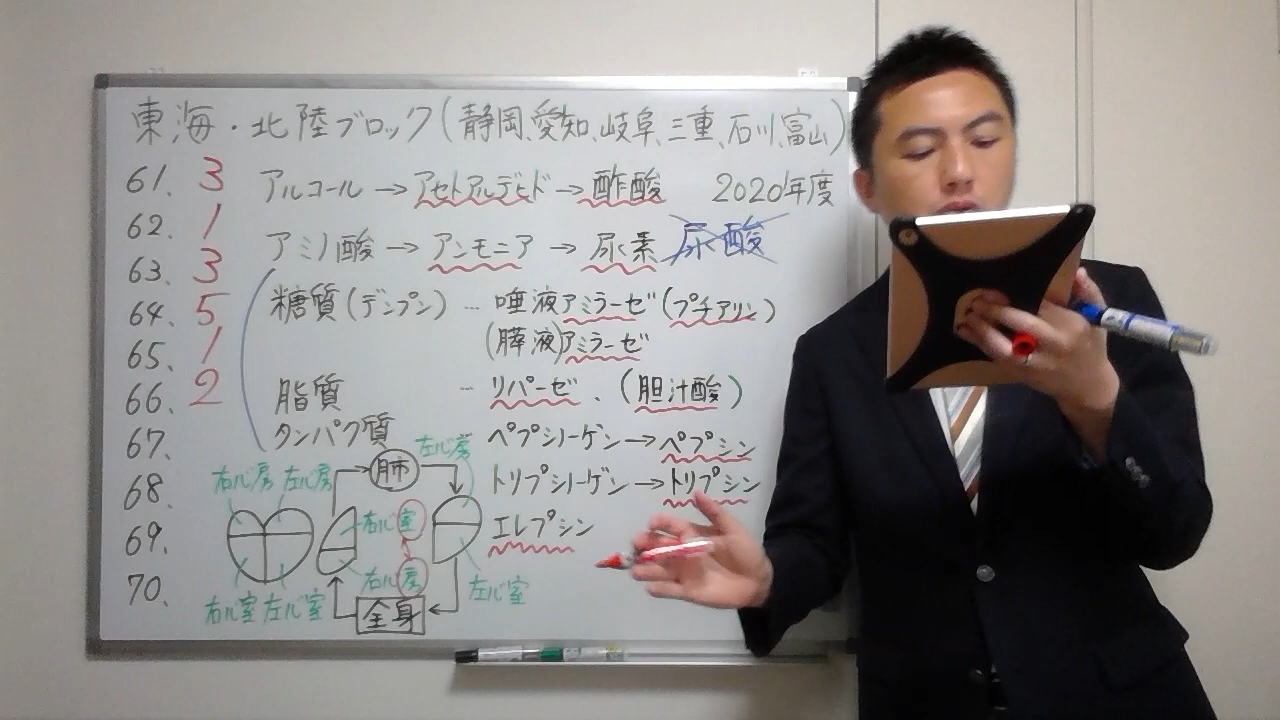 東海・北陸ブロック(静岡、愛知、岐阜、三重、石川、富山)
61. 3 アルコール→アセトアルデヒド→酢酸 2020年度
62. 1 アミノ酸→アンモニア→尿素 尿酸
63. 3 糖質(デンプン)…唾液アミラーゼ(プチアリン)
64. 5 (膵液)アミラーゼ
65. 1
66. 2 脂質 …リパーゼ、(胆汁酸)
67. タンパク質 ペプシノーゲン→ペプシン
68. トリプシノーゲン→トリプシン
69. エレプシン
70.
肺 左心房
右心房 左心房
右心室
右心房
右心室 左心室 左心室
全身